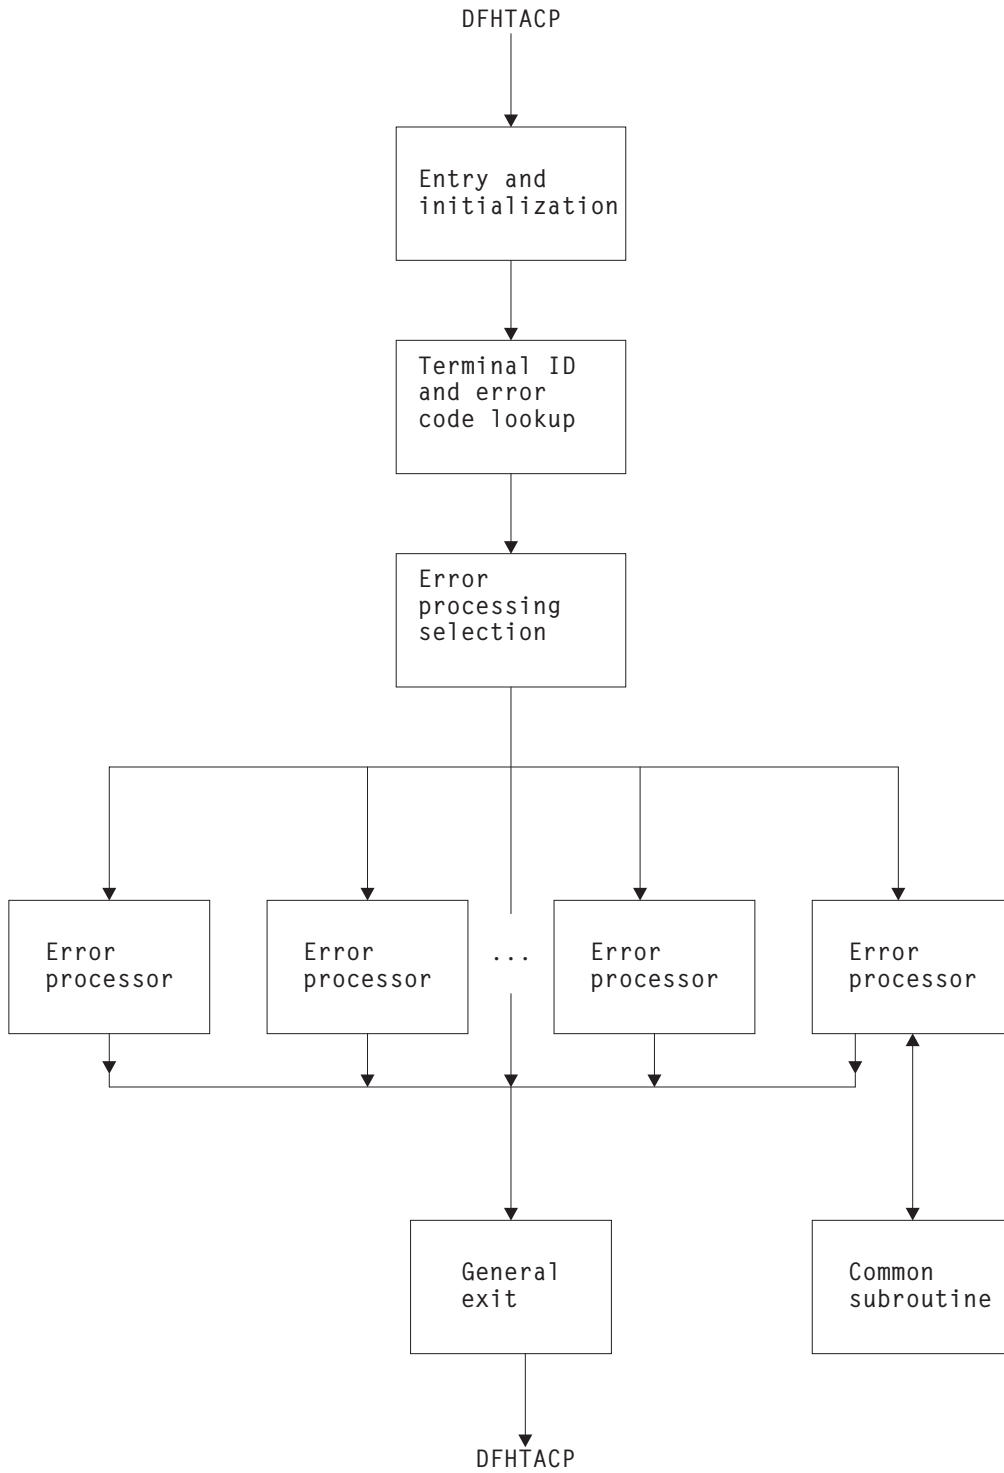 DFHTACP
Entry and
initialization
Terminal ID
and error
code lookup
Error
processing
selection
Error
processor
Error
processor
...
Error
processor
Error
processor
General
exit
Common
subroutine
DFHTACP